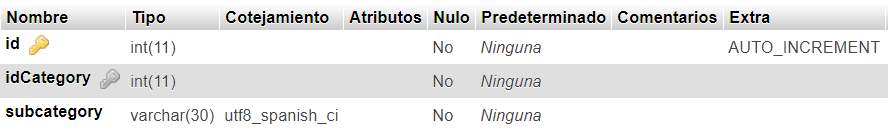 Nombre Tipo Cotejamiento Atributos Nulo Predeterminado Comentarios Extra
id int(11) No Ninguna AUTO_INCREMENT
idCategory int(11) No Ninguna
subcategory varchar(30) utf8_spanish_ci No Ninguna